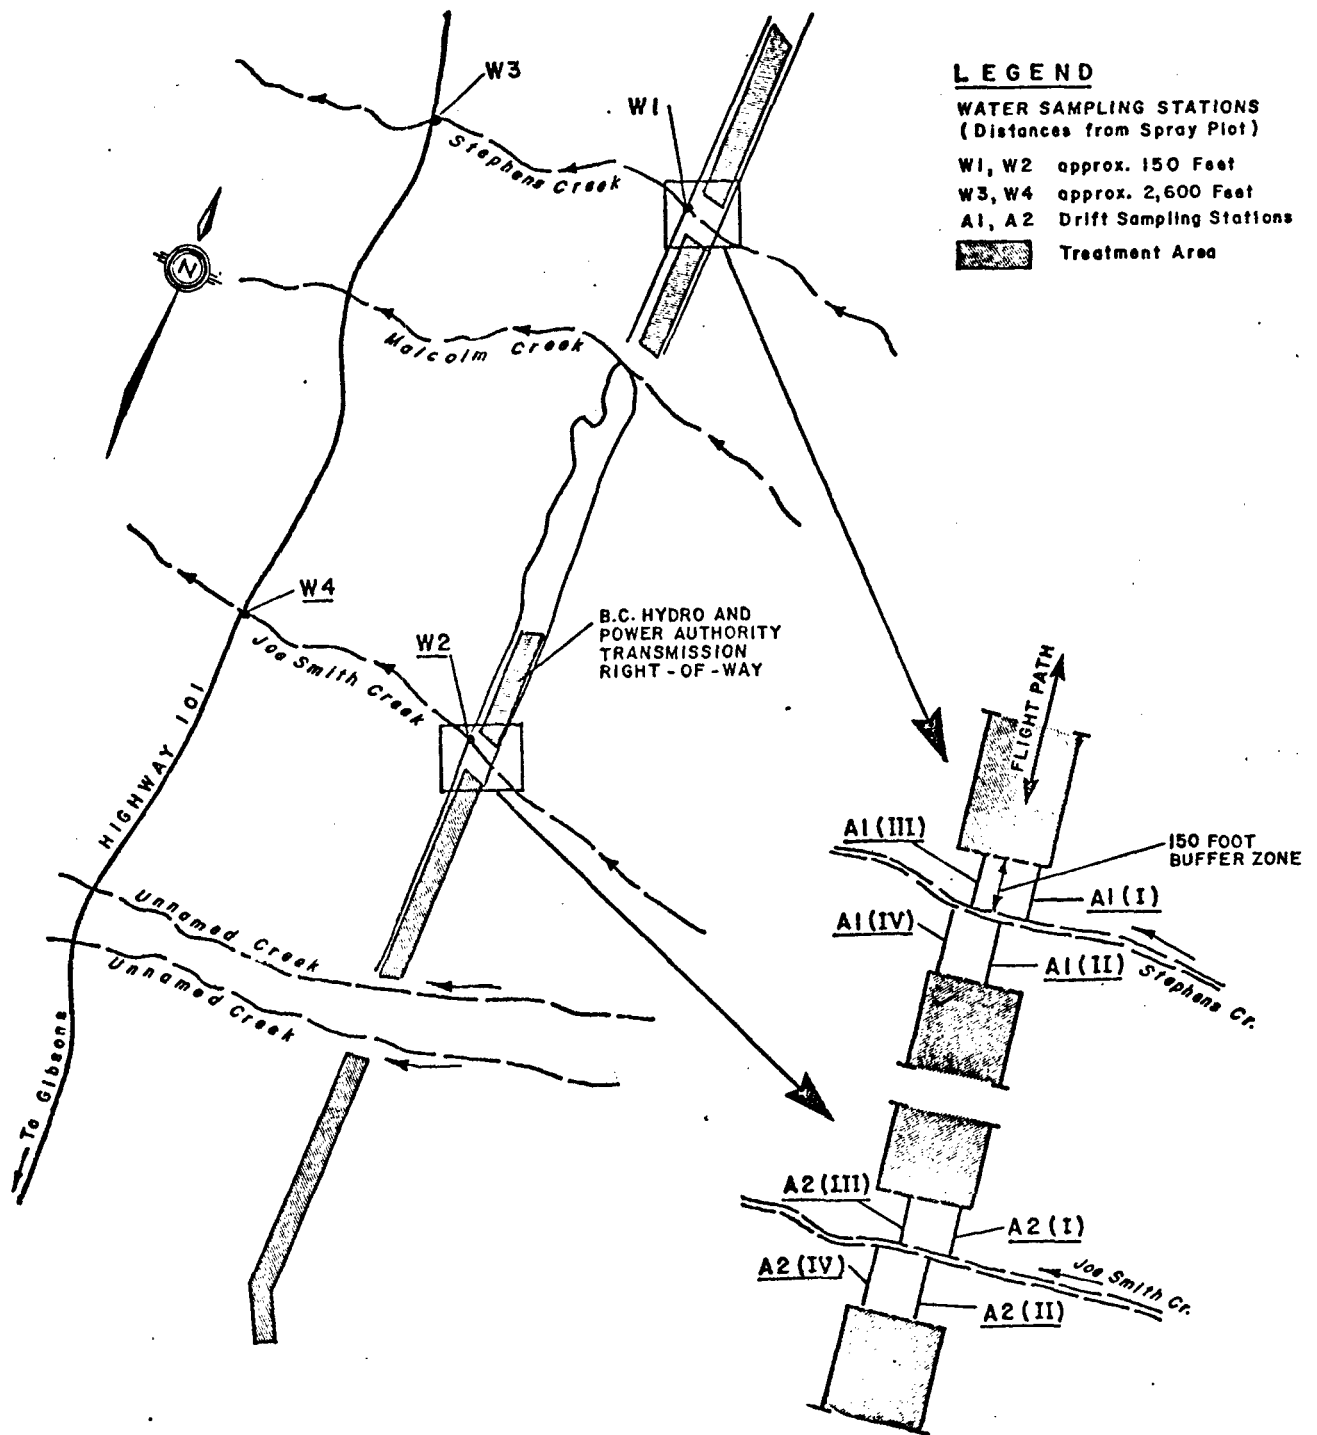 LEGEND
WATER SAMPLING STATIONS
(Distances from Spray Plot)
W1, W2 approx. 150 Feet
W3, W4 approx. 2,600 Feet
A1, A2 Drift Sampling Stations
Treatment Area
W3
W1
Stephens Creek
N
Malcolm Creek
W4
Joe Smith Creek
W2
B.C. HYDRO AND
POWER AUTHORITY
TRANSMISSION
RIGHT-OF-WAY
HIGHWAY 101
Unnamed Creek
Unnamed Creek
To Gibsons
FLIGHT PATH
A1(III)
150 FOOT
BUFFER ZONE
A1(I)
A1(IV)
A1(II)
Stephens Cr.
A2(III)
A2(I)
A2(IV)
Joe Smith Cr.
A2(II)